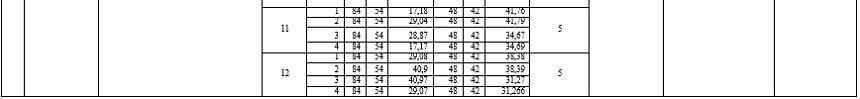 11 1 84 54 17,18 48 42 41,76 5
2 84 54 29,04 48 42 41,79
3 84 54 28,87 48 42 34,67
4 84 54 17,17 48 42 34,69
12 1 84 54 29,08 48 42 38,38 5
2 84 54 40,9 48 42 38,39
3 84 54 40,97 48 42 31,27
4 84 54 29,07 48 42 31,266